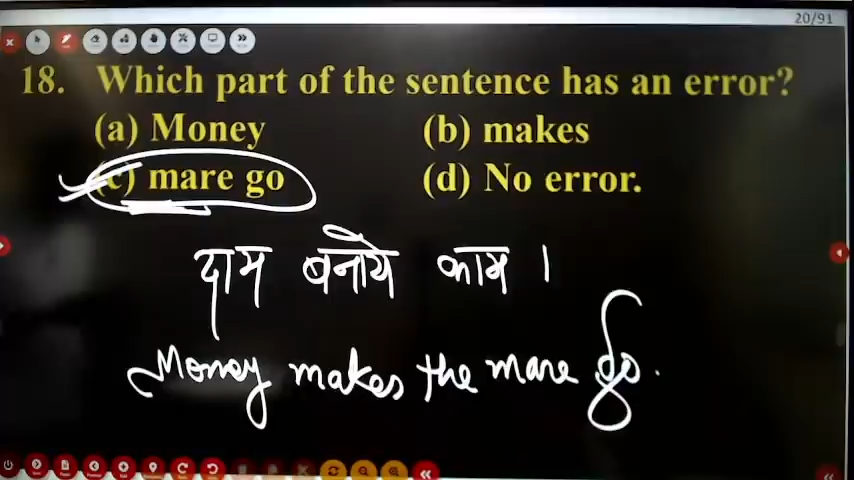 20/91
18. Which part of the sentence has an error?
(a) Money (b) makes
(c) mare go (d) No error.
दाम बनाये काम ।
Money makes the mare go.